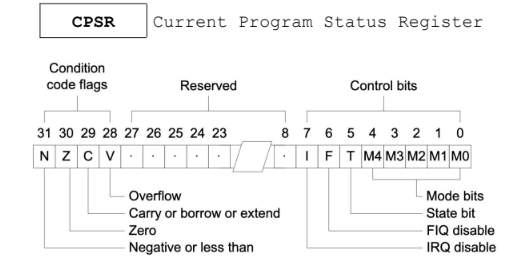 CPSR Current Program Status Register
Condition
code flags
Reserved
Control bits
31 30 29 28 27 26 25 24 23 8 7 6 5 4 3 2 1 0
N Z C V · · · · · · I F T M4 M3 M2 M1 M0
Overflow
Carry or borrow or extend
Zero
Negative or less than
Mode bits
State bit
FIQ disable
IRQ disable